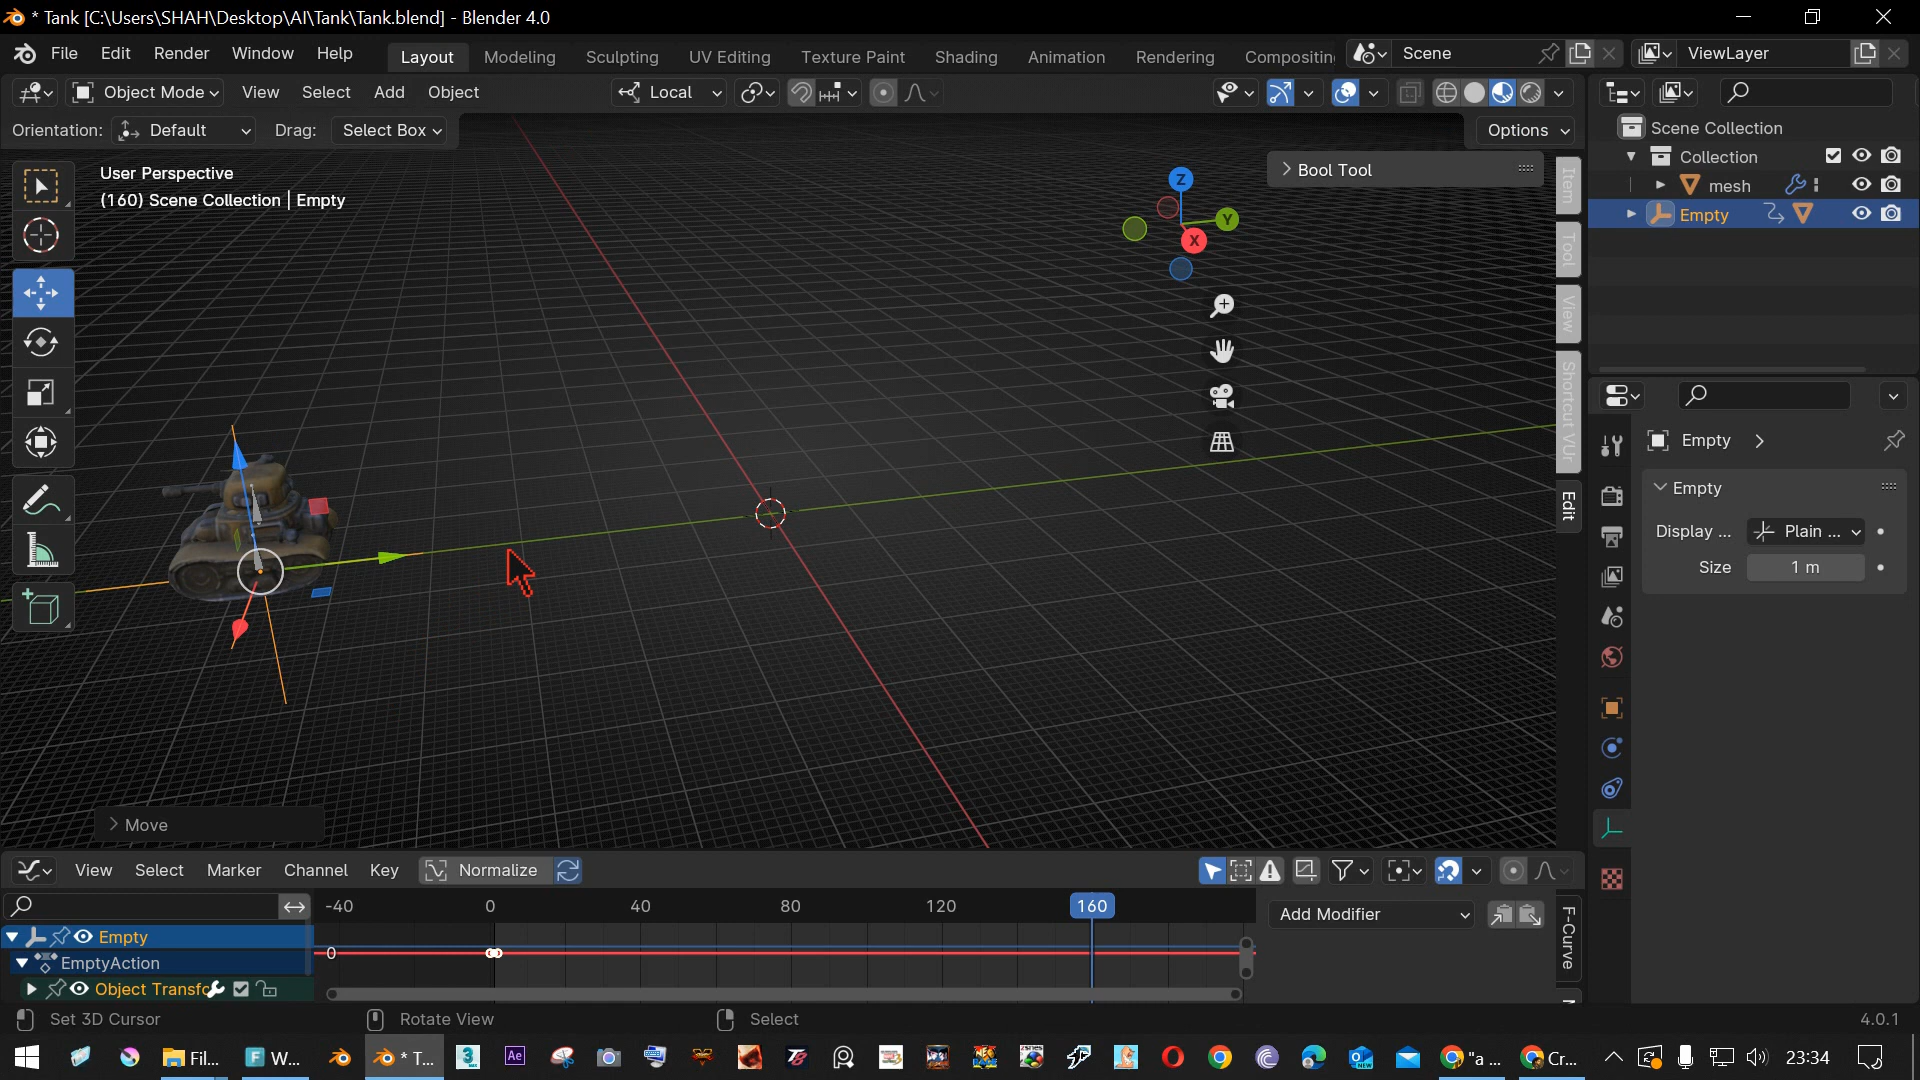 * Tank [C:\Users\SHAH\Desktop\AI\Tank\Tank.blend] - Blender 4.0
File Edit Render Window Help Layout Modeling Sculpting UV Editing Texture Paint Shading Animation Rendering Compositin Scene ViewLayer
Object Mode View Select Add Object Local
Orientation: Default Drag: Select Box Options
User Perspective
(160) Scene Collection | Empty
Bool Tool
Z
Y
X
Item
Tool
View
Shortcut VUr
Edit
Scene Collection
Collection
mesh
Empty
Empty
Empty
Display ... Plain ...
Size 1 m
Move
View Select Marker Channel Key Normalize
-40 0 40 80 120 160
Add Modifier
F-Curve
Empty
0
EmptyAction
Object Transfo
Set 3D Cursor Rotate View Select 4.0.1
Fil... W... * T... "a ... Cr... 23:34